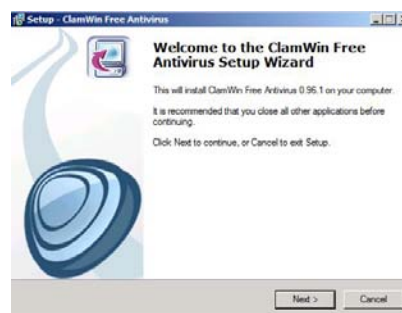 Setup - ClamWin Free Antivirus
Welcome to the ClamWin Free
Antivirus Setup Wizard
This will install ClamWin Free Antivirus 0.96.1 on your computer.
It is recommended that you close all other applications before
continuing.
Click Next to continue, or Cancel to exit Setup.
Next >
Cancel